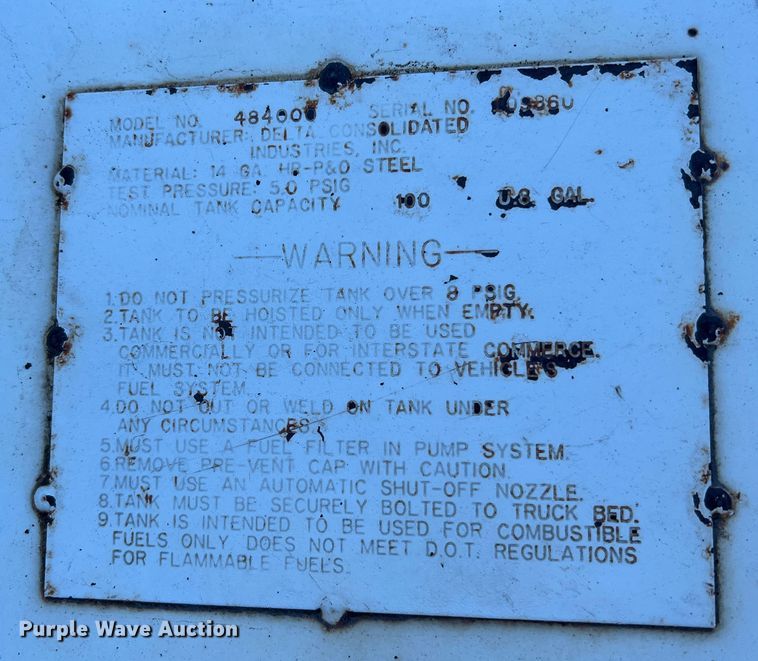 MODEL NO. 484000 SERIAL NO.
MANUFACTURER: DELTA CONSOLIDATED
INDUSTRIES, INC.
MATERIAL: 14 GA. HR-P&O STEEL
TEST PRESSURE: 5.0 PSIG
NOMINAL TANK CAPACITY 100 U.S. GAL.
WARNING
1. DO NOT PRESSURIZE TANK OVER 8 PSIG.
2. TANK TO BE HOISTED ONLY WHEN EMPTY.
3. TANK IS NOT INTENDED TO BE USED
COMMERCIALLY OR FOR INTERSTATE COMMERCE.
IT MUST NOT BE CONNECTED TO VEHICLE'S
FUEL SYSTEM.
4. DO NOT CUT OR WELD ON TANK UNDER
ANY CIRCUMSTANCES.
5. MUST USE A FUEL FILTER IN PUMP SYSTEM.
6. REMOVE PRE-VENT CAP WITH CAUTION.
7. MUST USE AN AUTOMATIC SHUT-OFF NOZZLE.
8. TANK MUST BE SECURELY BOLTED TO TRUCK BED.
9. TANK IS INTENDED TO BE USED FOR COMBUSTIBLE
FUELS ONLY DOES NOT MEET D.O.T. REGULATIONS
FOR FLAMMABLE FUELS.
Purple Wave Auction